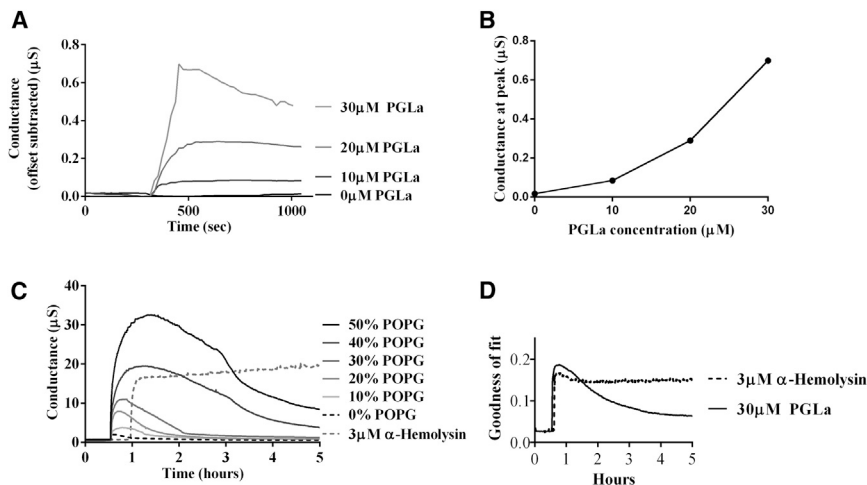 A
Conductance
(offset subtracted) (µS)
0.8
0.6
0.4
0.2
0.0
0
500
1000
Time (sec)
30µM PGLa
20µM PGLa
10µM PGLa
0µM PGLa
B
Conductance at peak (µS)
0.8
0.6
0.4
0.2
0.0
0
10
20
30
PGLa concentration (µM)
C
Conductance (µS)
40
30
20
10
0
0
1
2
3
4
5
Time (hours)
50% POPG
40% POPG
30% POPG
20% POPG
10% POPG
0% POPG
3µM α-Hemolysin
D
Goodness of fit
0.2
0.1
0.0
0
1
2
3
4
5
Hours
3µM α-Hemolysin
30µM PGLa